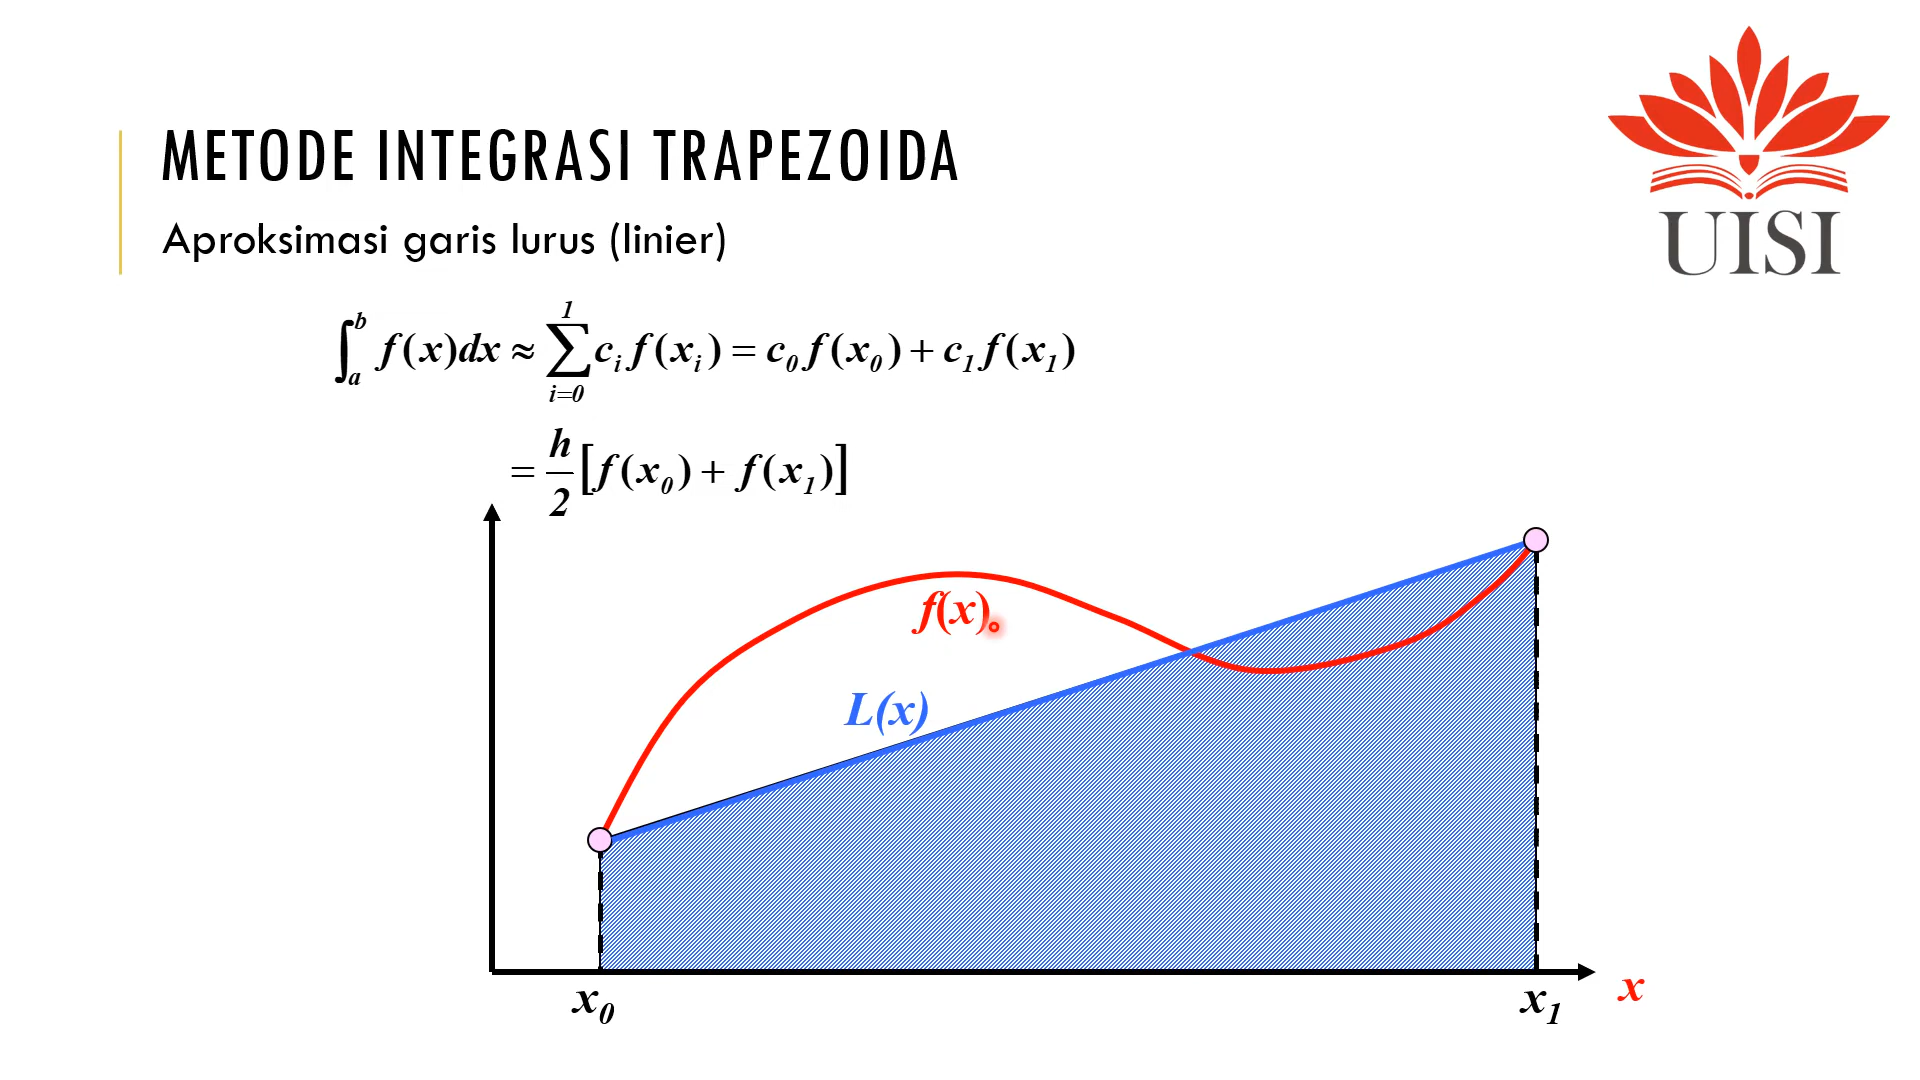 METODE INTEGRASI TRAPEZOIDA
UISI
Aproksimasi garis lurus (linier)
∫_a^b f(x)dx ≈ ∑_{i=0}^{1} c_i f(x_i) = c_0 f(x_0) + c_1 f(x_1)
= h/2 [f(x_0) + f(x_1)]
f(x)
L(x)
x_0 x_1 x